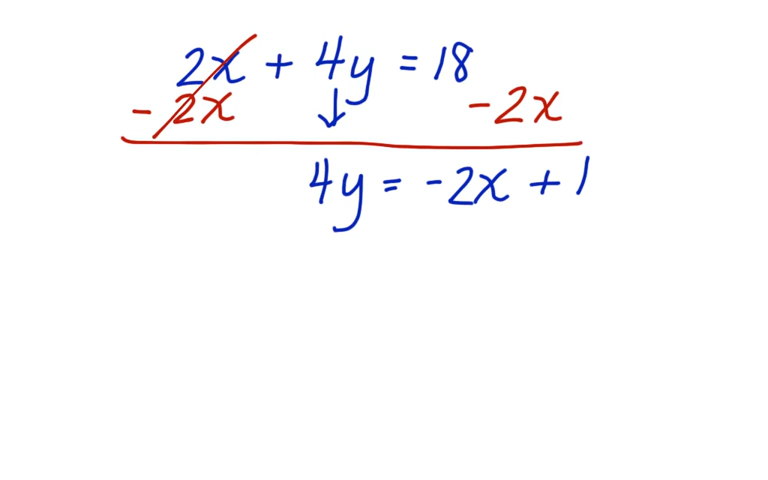 2x + 4y = 18
- 2x ↓ - 2x
4y = -2x + 1